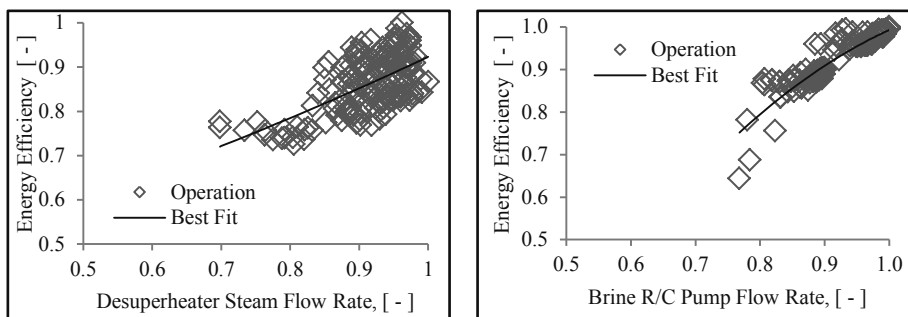 1
0.9
0.8
0.7
0.6
0.5
Energy Efficiency [ - ]
Operation
Best Fit
0.5 0.6 0.7 0.8 0.9 1
Desuperheater Steam Flow Rate, [ - ]
1.0
0.9
0.8
0.7
0.6
0.5
Energy Efficiency [ - ]
Operation
Best Fit
0.5 0.6 0.7 0.8 0.9 1.0
Brine R/C Pump Flow Rate, [ - ]